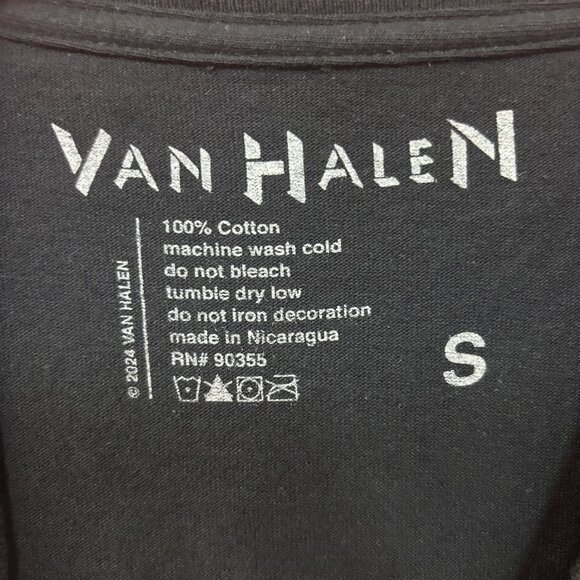 VAN HALEN
100% Cotton
machine wash cold
do not bleach
tumble dry low
do not iron decoration
made in Nicaragua
RN# 90355
© 2024 VAN HALEN
S